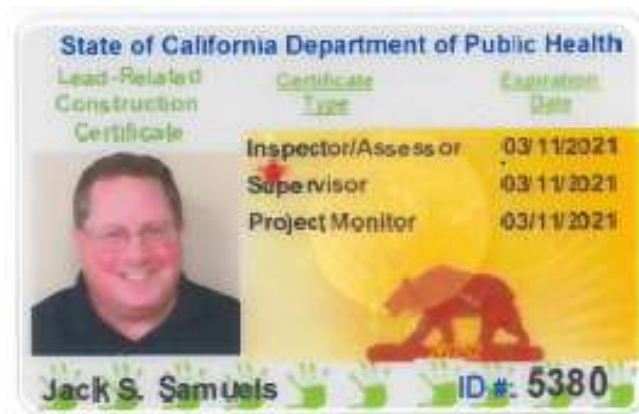 State of California Department of Public Health
Lead-Related
Construction
Certificate
Certificate
Type
Expiration
Date
Inspector/Assessor 03/11/2021
Supervisor 03/11/2021
Project Monitor 03/11/2021
Jack S. Samuels
ID #: 5380